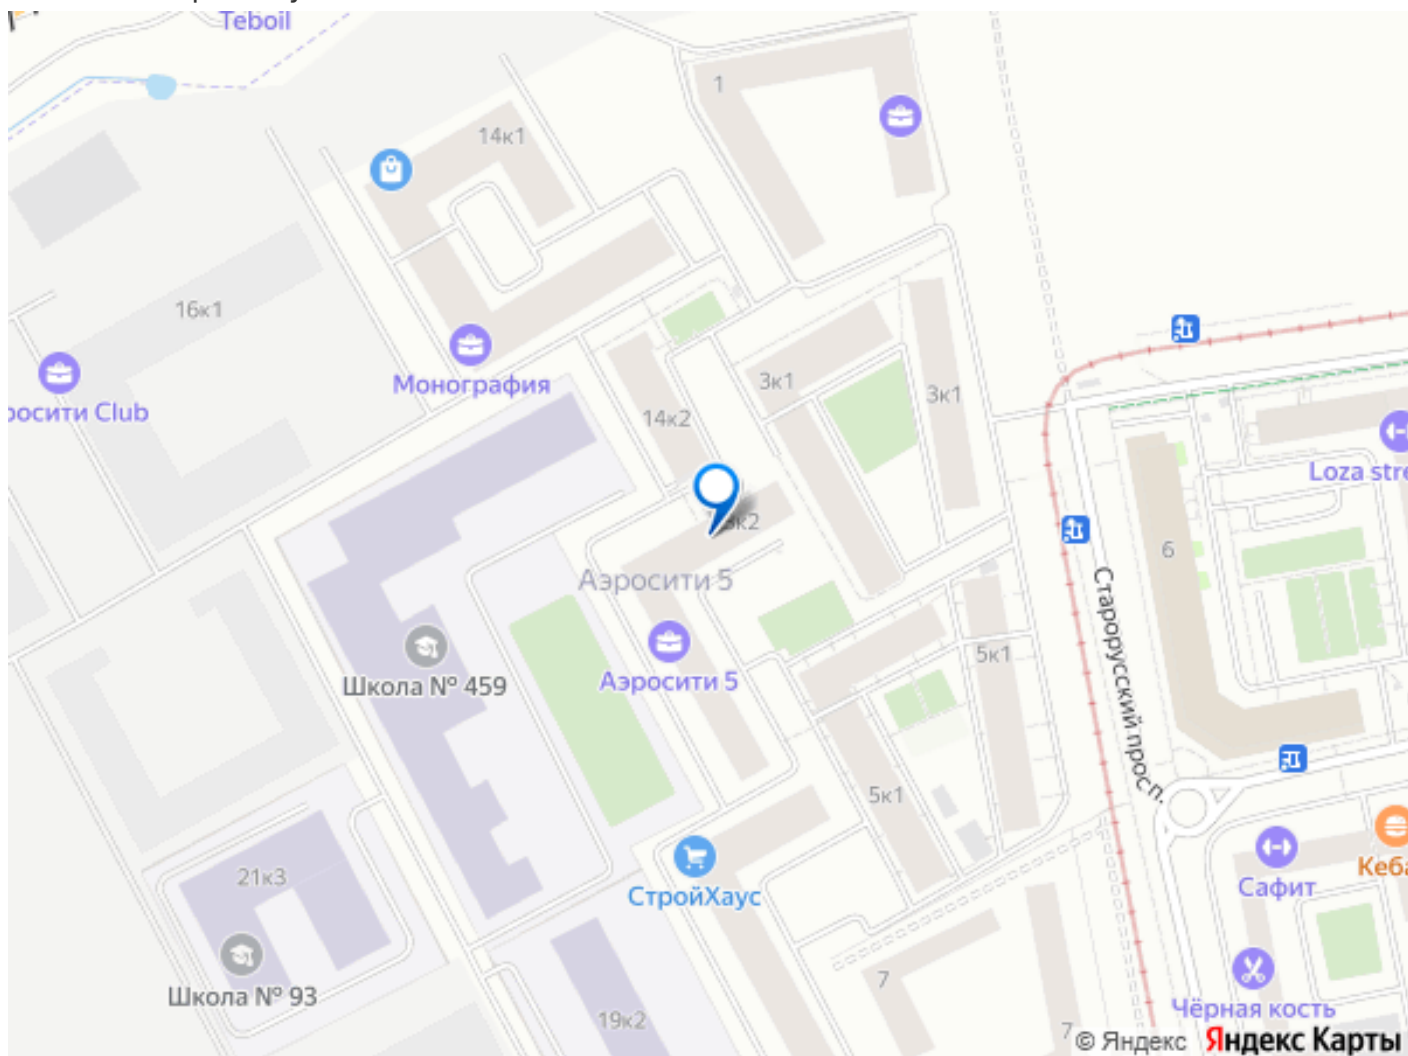 Teboil
1
14к1
16к1
Монография
росити Club
3к1
3к1
14к2
Loza stre
3к2
6
Аэросити 5
Старорусский просп.
Школа № 459
Аэросити 5
5к1
5к1
21к3
СтройХаус
Сафит
Кеба
Школа № 93
7
19к2
Чёрная кость
7
© Яндекс Яндекс Карты